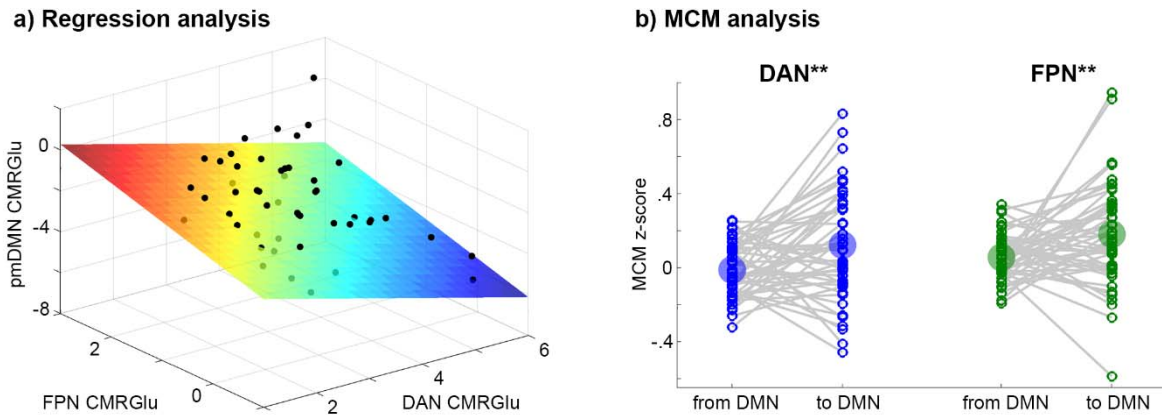 a) Regression analysis
pmDMN CMRGlu
0
-4
-8
2
0
FPN CMRGlu
2
4
6
DAN CMRGlu
b) MCM analysis
DAN**
FPN**
MCM z-score
.8
.4
0
-.4
from DMN
to DMN
from DMN
to DMN